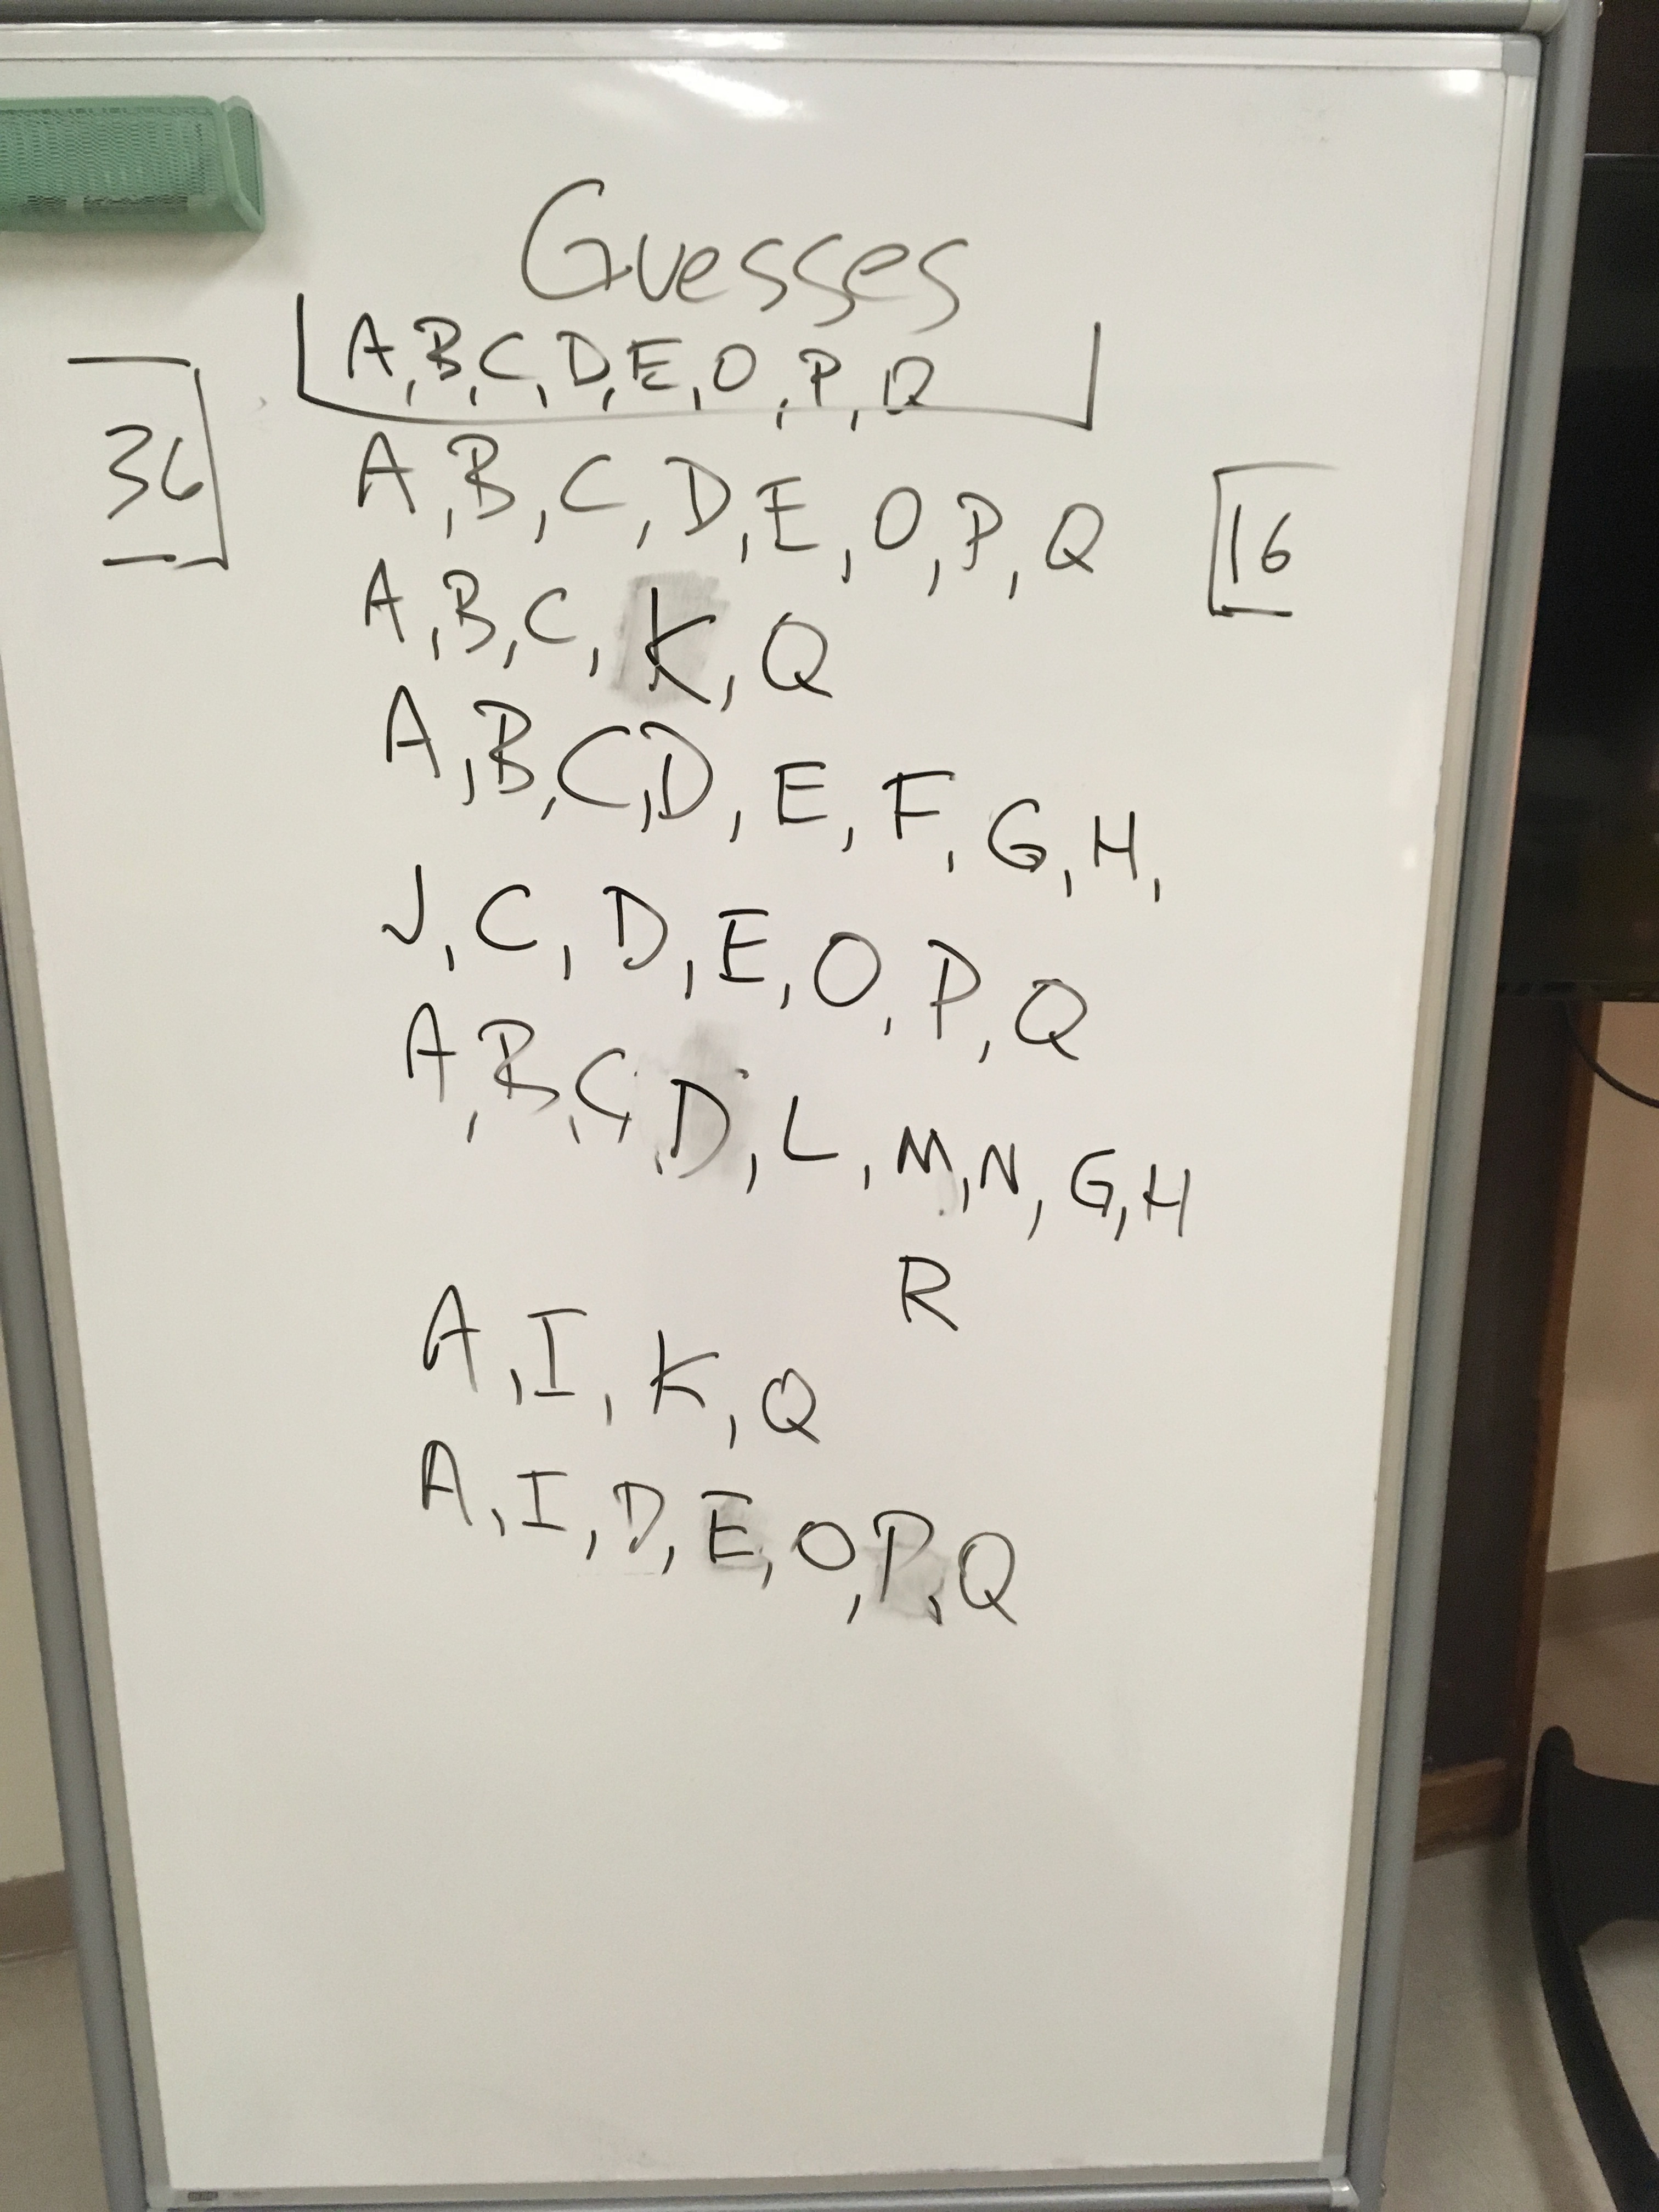 Guesses
A, B, C, D, E, O, P, Q
36
A, B, C, D, E, O, P, Q
16
A, B, C, K, Q
A, B, C, D, E, F, G, H,
J, C, D, E, O, P, Q
A, B, C, D, L, M, N, G, H
R
A, I, K, Q
A, I, D, E, O, P, Q